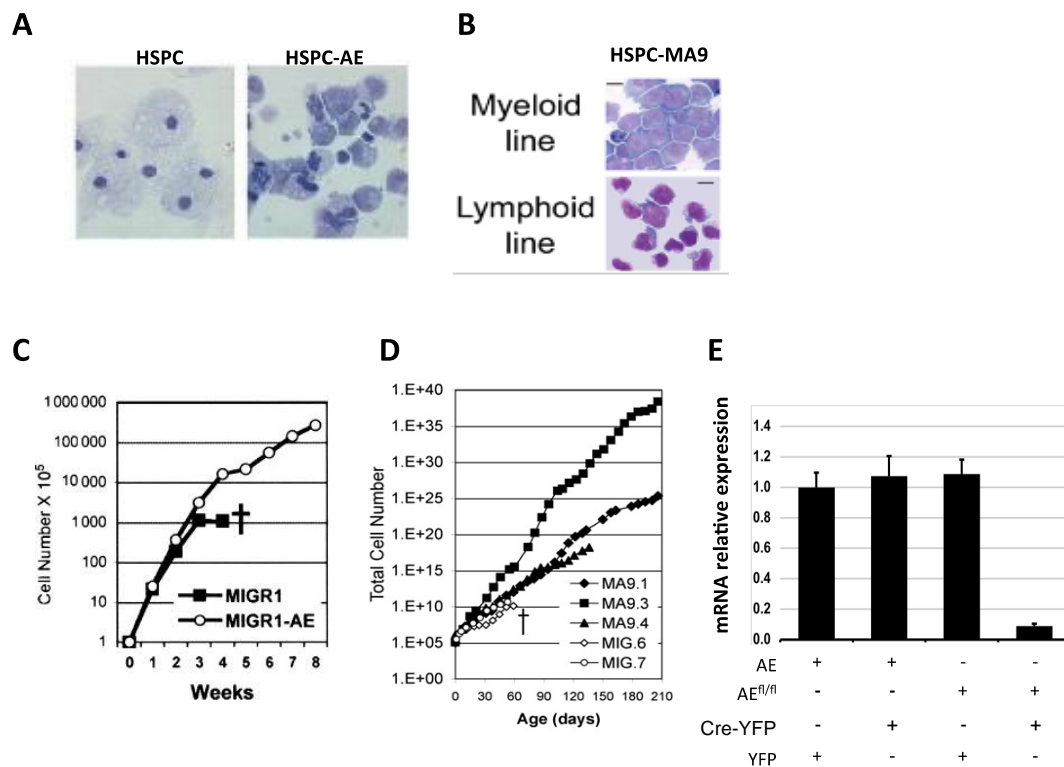 A
B
HSPC
HSPC-AE
HSPC-MA9
Myeloid
line
Lymphoid
line
C
D
E
Cell Number X 10⁵
1 000 000
100 000
10 000
1 000
100
10
1
†
MIGR1
MIGR1-AE
0 1 2 3 4 5 6 7 8
Weeks
Total Cell Number
1.E+40
1.E+35
1.E+30
1.E+25
1.E+20
1.E+15
1.E+10
1.E+05
1.E+00
†
MA9.1
MA9.3
MA9.4
MIG.6
MIG.7
0 30 60 90 120 150 180 210
Age (days)
mRNA relative expression
1.4
1.2
1.0
0.8
0.6
0.4
0.2
0.0
AE + + - -
AEfl/fl - - + +
Cre-YFP - + - +
YFP + - + -